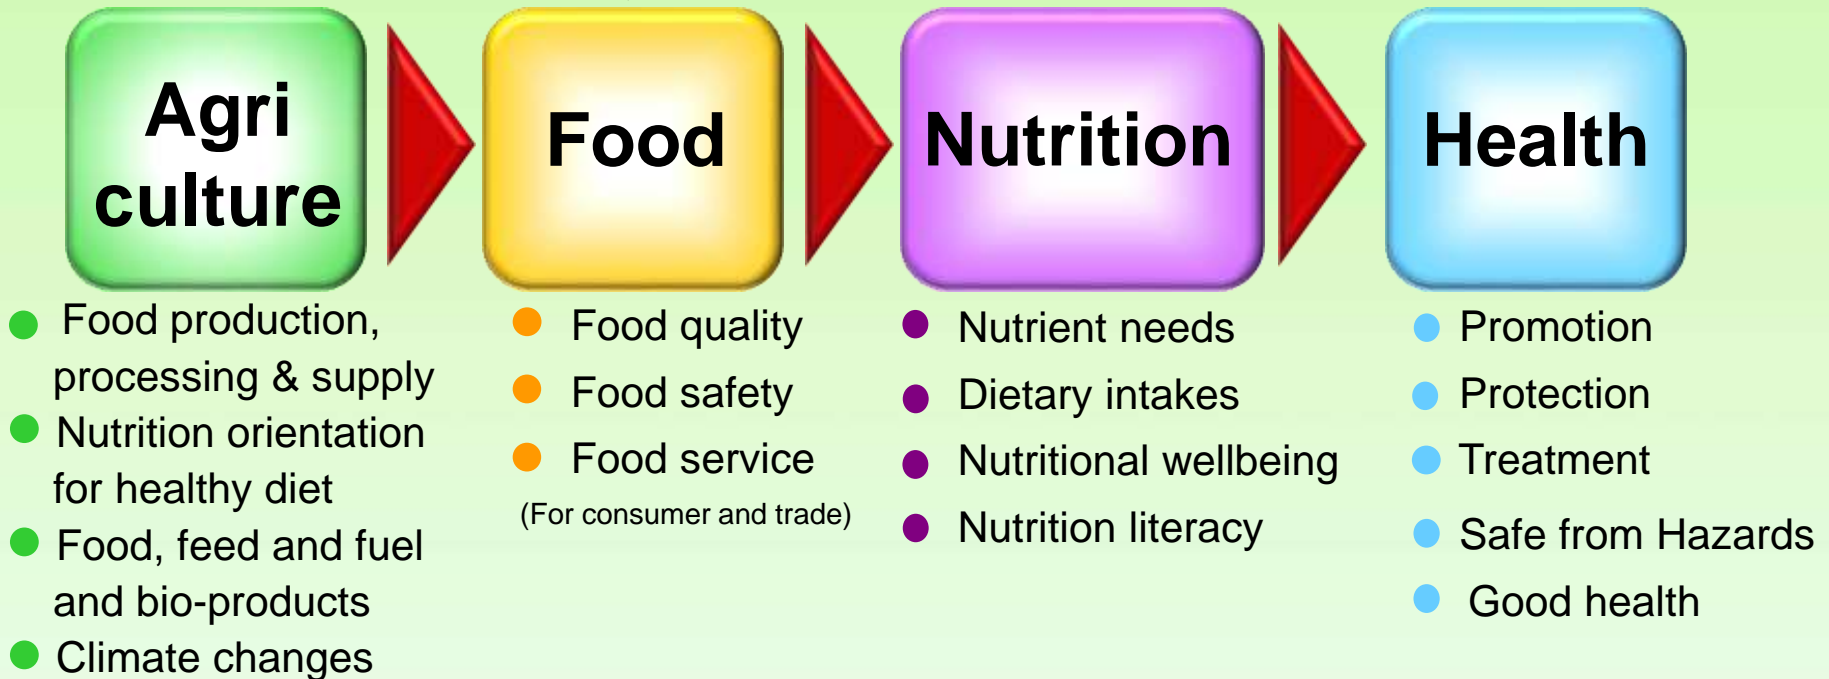 Agri
culture
Food
Nutrition
Health
Food production,
processing & supply
Nutrition orientation
for healthy diet
Food, feed and fuel
and bio-products
Climate changes
Food quality
Food safety
Food service
(For consumer and trade)
Nutrient needs
Dietary intakes
Nutritional wellbeing
Nutrition literacy
Promotion
Protection
Treatment
Safe from Hazards
Good health